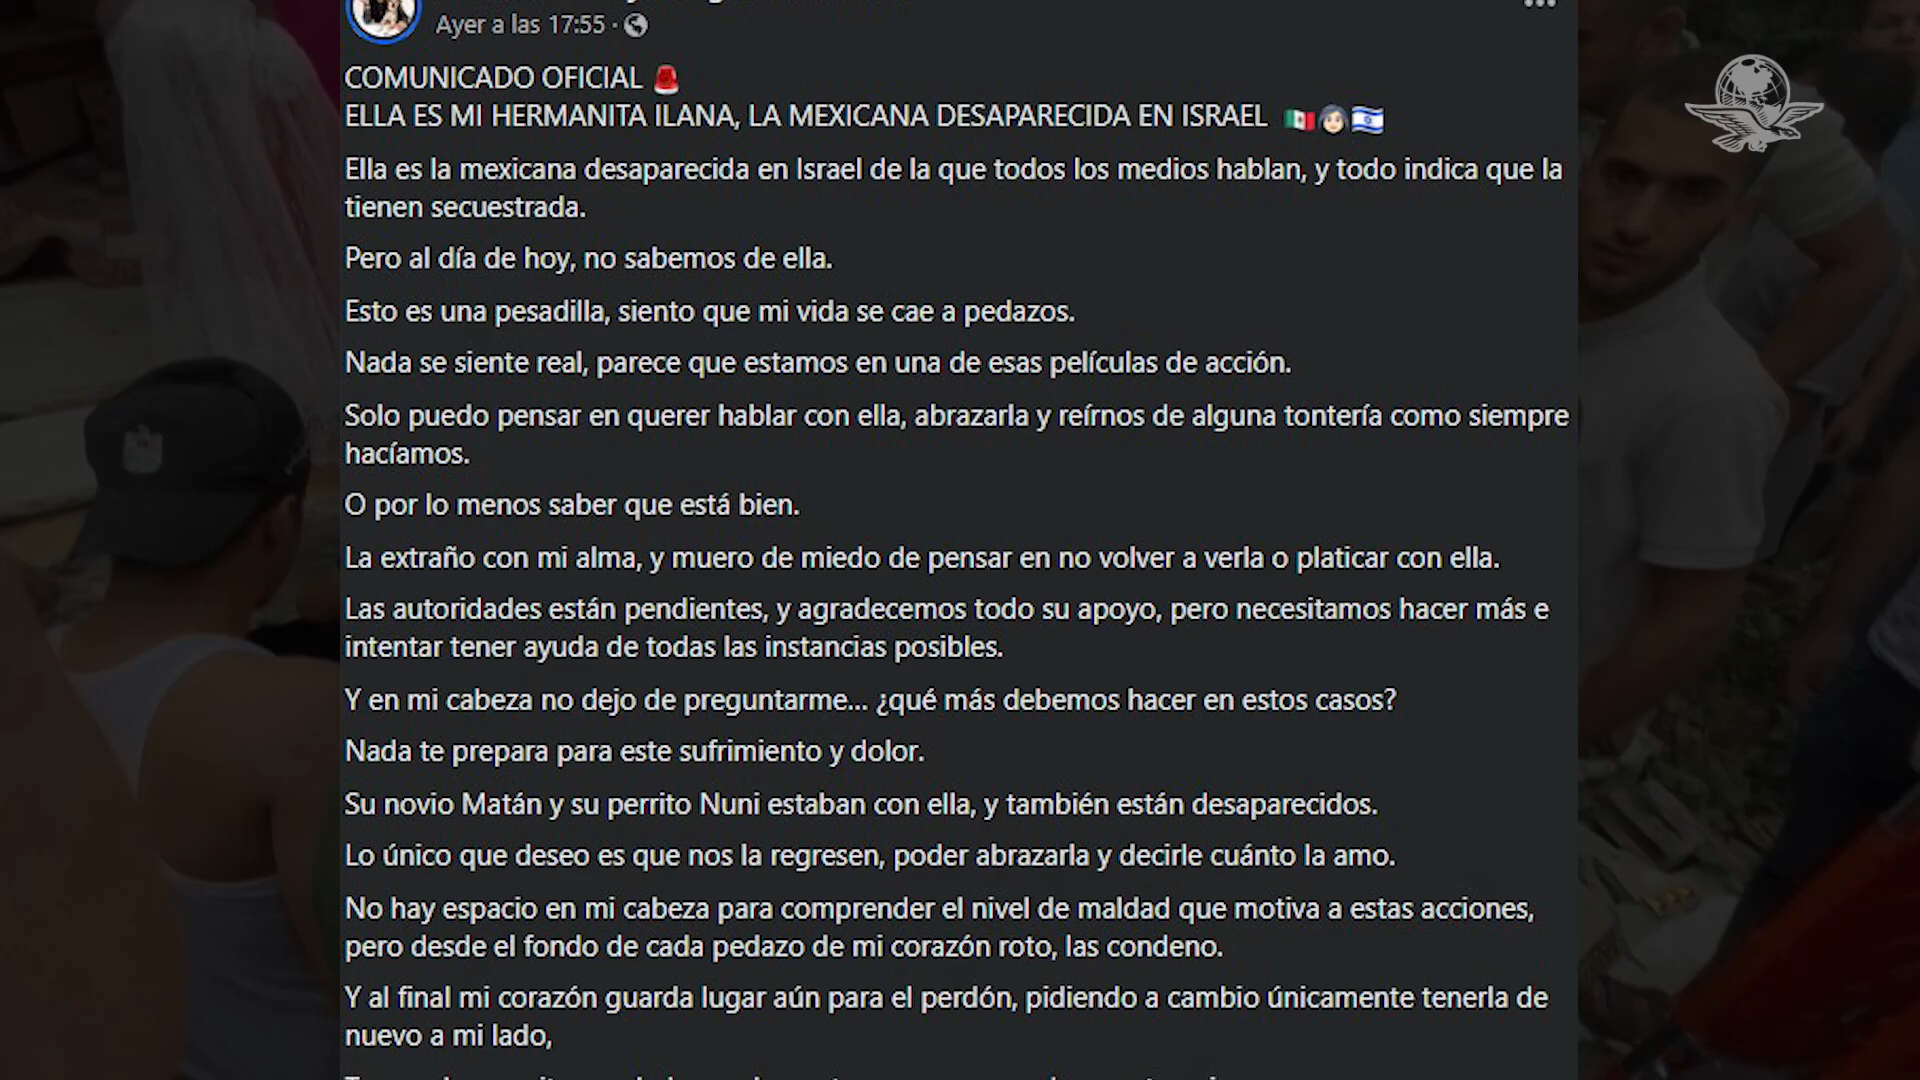 Ayer a las 17:55 ·
COMUNICADO OFICIAL 🚨
ELLA ES MI HERMANITA ILANA, LA MEXICANA DESAPARECIDA EN ISRAEL 🇲🇽👩🏻🇮🇱
Ella es la mexicana desaparecida en Israel de la que todos los medios hablan, y todo indica que la
tienen secuestrada.
Pero al día de hoy, no sabemos de ella.
Esto es una pesadilla, siento que mi vida se cae a pedazos.
Nada se siente real, parece que estamos en una de esas películas de acción.
Solo puedo pensar en querer hablar con ella, abrazarla y reírnos de alguna tontería como siempre
hacíamos.
O por lo menos saber que está bien.
La extraño con mi alma, y muero de miedo de pensar en no volver a verla o platicar con ella.
Las autoridades están pendientes, y agradecemos todo su apoyo, pero necesitamos hacer más e
intentar tener ayuda de todas las instancias posibles.
Y en mi cabeza no dejo de preguntarme... ¿qué más debemos hacer en estos casos?
Nada te prepara para este sufrimiento y dolor.
Su novio Matán y su perrito Nuni estaban con ella, y también están desaparecidos.
Lo único que deseo es que nos la regresen, poder abrazarla y decirle cuánto la amo.
No hay espacio en mi cabeza para comprender el nivel de maldad que motiva a estas acciones,
pero desde el fondo de cada pedazo de mi corazón roto, las condeno.
Y al final mi corazón guarda lugar aún para el perdón, pidiendo a cambio únicamente tenerla de
nuevo a mi lado,